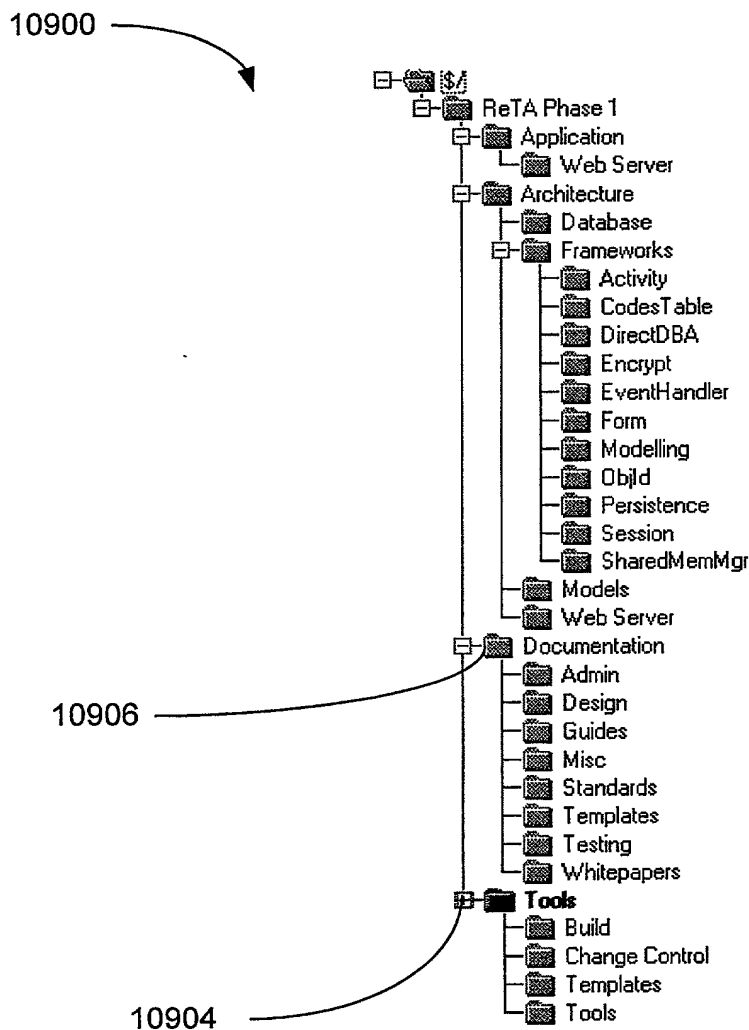 10900
$/
ReTA Phase 1
Application
Web Server
Architecture
Database
Frameworks
Activity
CodesTable
DirectDBA
Encrypt
EventHandler
Form
Modelling
ObjId
Persistence
Session
SharedMemMgr
Models
Web Server
Documentation
Admin
Design
10906
Guides
Misc
Standards
Templates
Testing
Whitepapers
Tools
Build
Change Control
Templates
10904
Tools